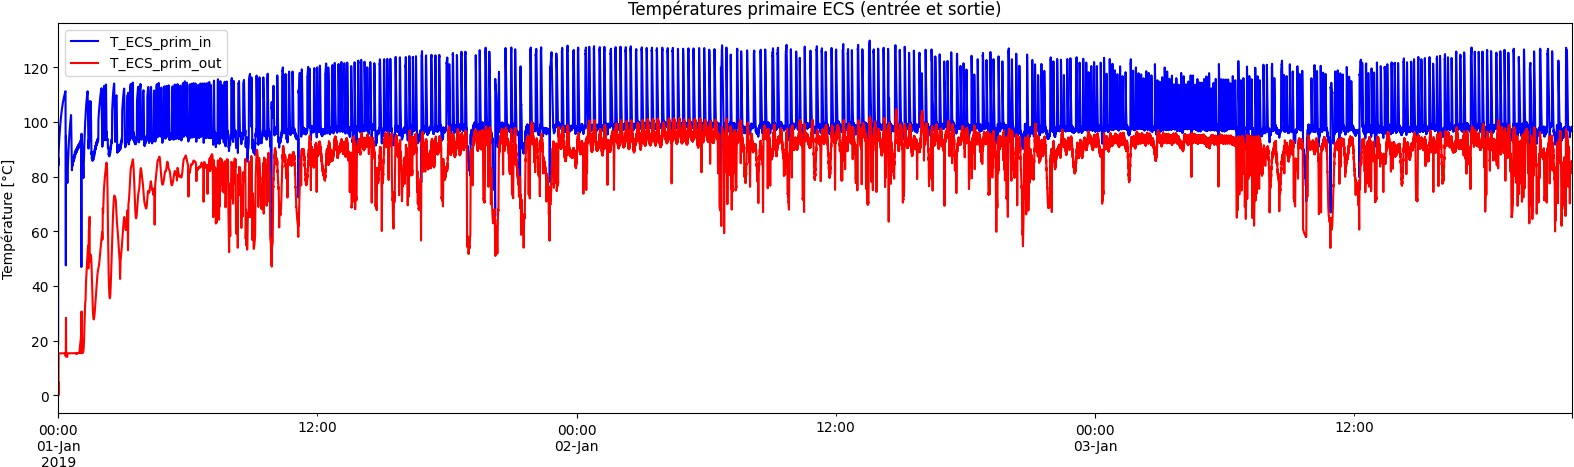 Températures primaire ECS (entrée et sortie)
T_ECS_prim_in
T_ECS_prim_out
Température [°C]
120
100
80
60
40
20
0
00:00 12:00 00:00 12:00 00:00 12:00
01-Jan 02-Jan 03-Jan
2019